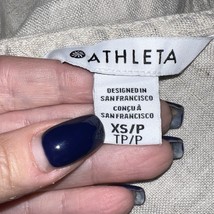 ATHLETA
DESIGNED IN
SAN FRANCISCO
CONÇU À
SAN FRANCISCO
XS/P
TP/P